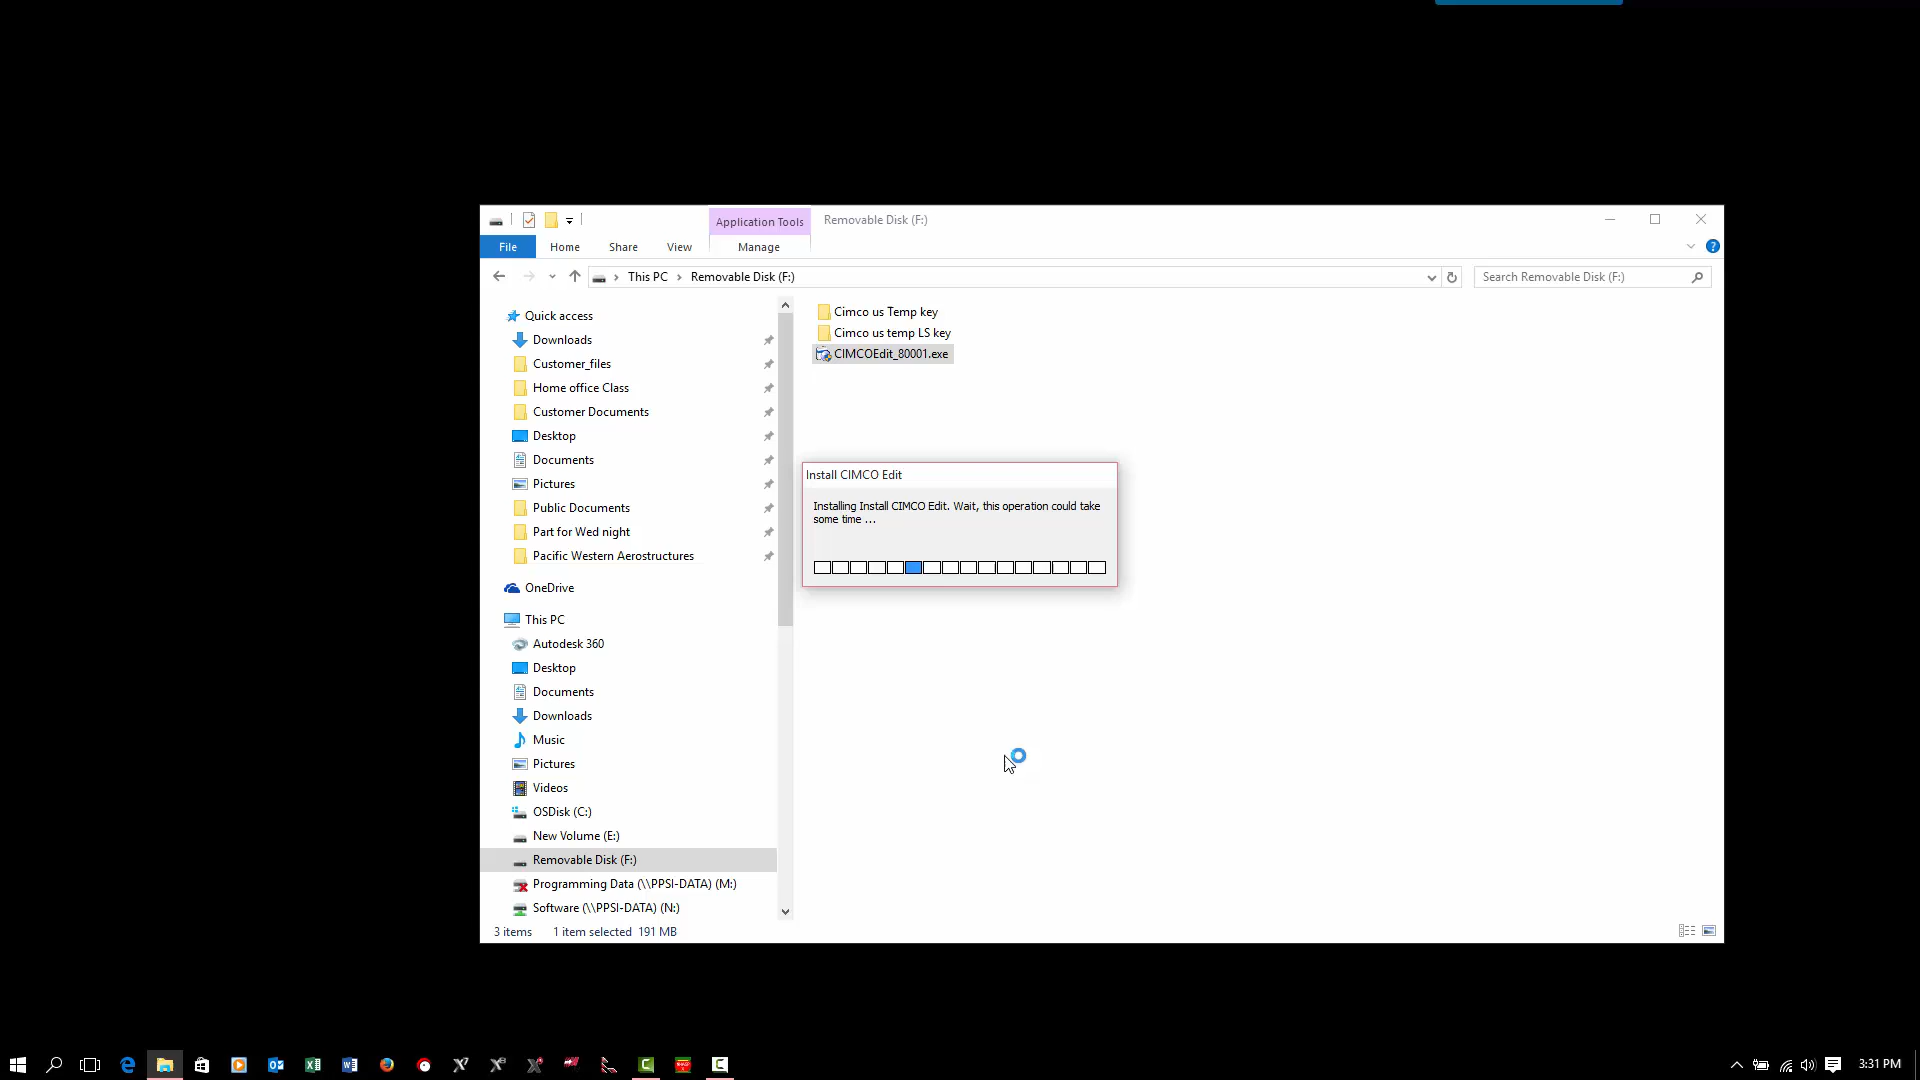 Application Tools
Removable Disk (F:)
File
Home
Share
View
Manage
This PC
Removable Disk (F:)
Search Removable Disk (F:)
Quick access
Downloads
Customer_files
Home office Class
Customer Documents
Desktop
Documents
Pictures
Public Documents
Part for Wed night
Pacific Western Aerostructures
OneDrive
This PC
Autodesk 360
Desktop
Documents
Downloads
Music
Pictures
Videos
OSDisk (C:)
New Volume (E:)
Removable Disk (F:)
Programming Data (\\PPSI-DATA) (M:)
Software (\\PPSI-DATA) (N:)
Cimco us Temp key
Cimco us temp LS key
CIMCOEdit_80001.exe
Install CIMCO Edit
Installing Install CIMCO Edit. Wait, this operation could take
some time ...
3 items
1 item selected 191 MB
3:31 PM